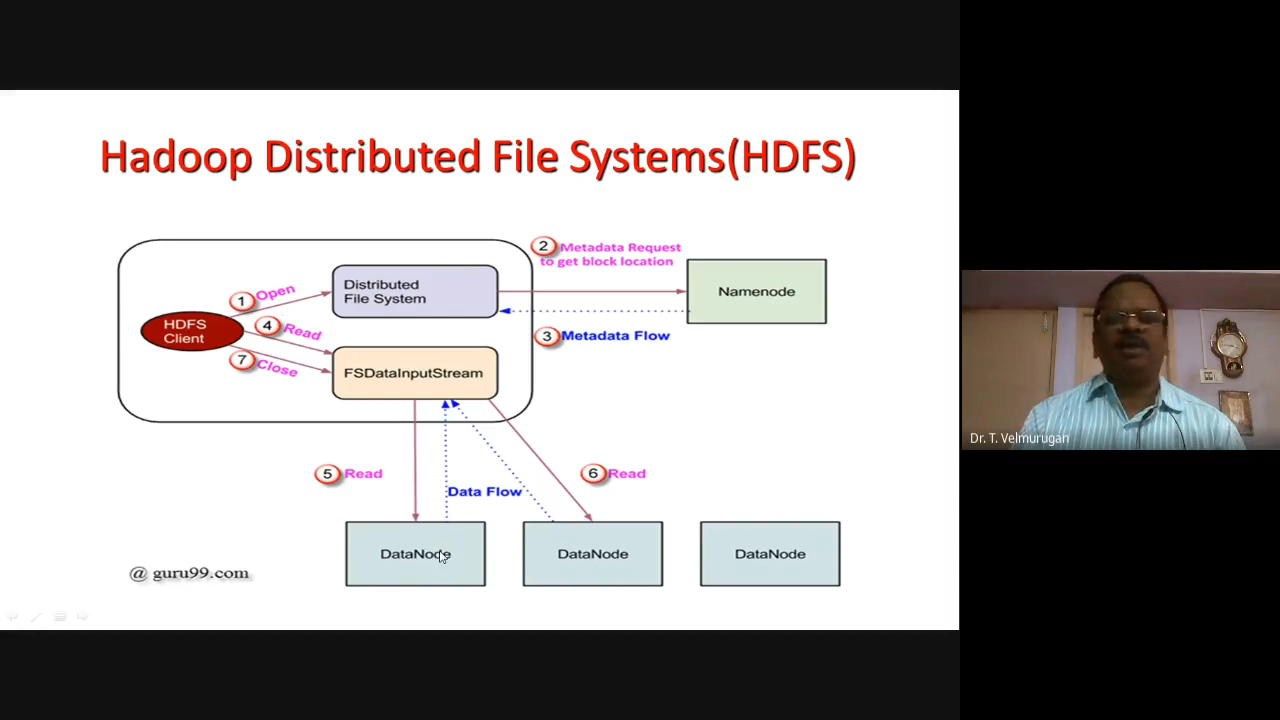 Hadoop Distributed File Systems(HDFS)
2 Metadata Request
to get block location
Distributed
File System
Namenode
1 Open
HDFS
Client
4 Read
3 Metadata Flow
7 Close
FSDataInputStream
5 Read
6 Read
Data Flow
DataNode
DataNode
DataNode
@ guru99.com
Dr. T. Velmurugan